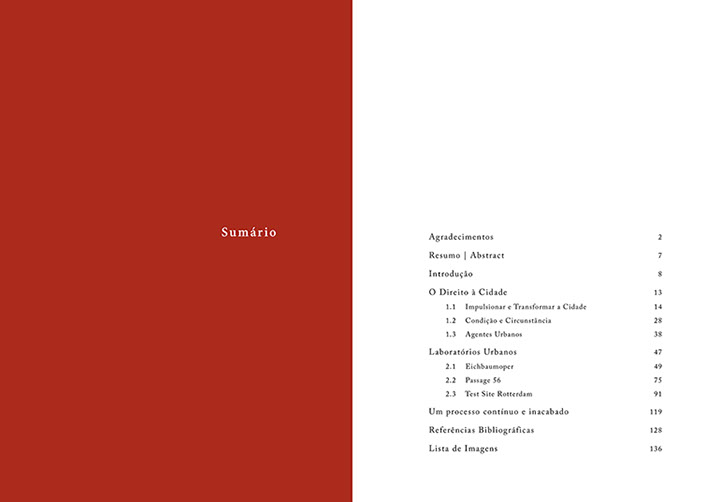 Sumário
Agradecimentos 2
Resumo | Abstract 7
Introdução 8
O Direito à Cidade 13
1.1 Impulsionar e Transformar a Cidade 14
1.2 Condição e Circunstância 28
1.3 Agentes Urbanos 38
Laboratórios Urbanos 47
2.1 Eichbaumoper 49
2.2 Passage 56 75
2.3 Test Site Rotterdam 91
Um processo contínuo e inacabado 119
Referências Bibliográficas 128
Lista de Imagens 136